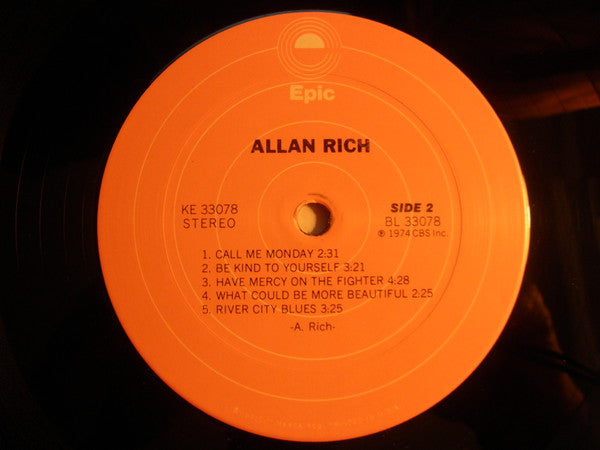 Epic
ALLAN RICH
KE 33078
STEREO
SIDE 2
BL 33078
℗ 1974 CBS Inc.
1. CALL ME MONDAY 2:31
2. BE KIND TO YOURSELF 3:21
3. HAVE MERCY ON THE FIGHTER 4:28
4. WHAT COULD BE MORE BEAUTIFUL 2:25
5. RIVER CITY BLUES 3:25
-A. Rich-